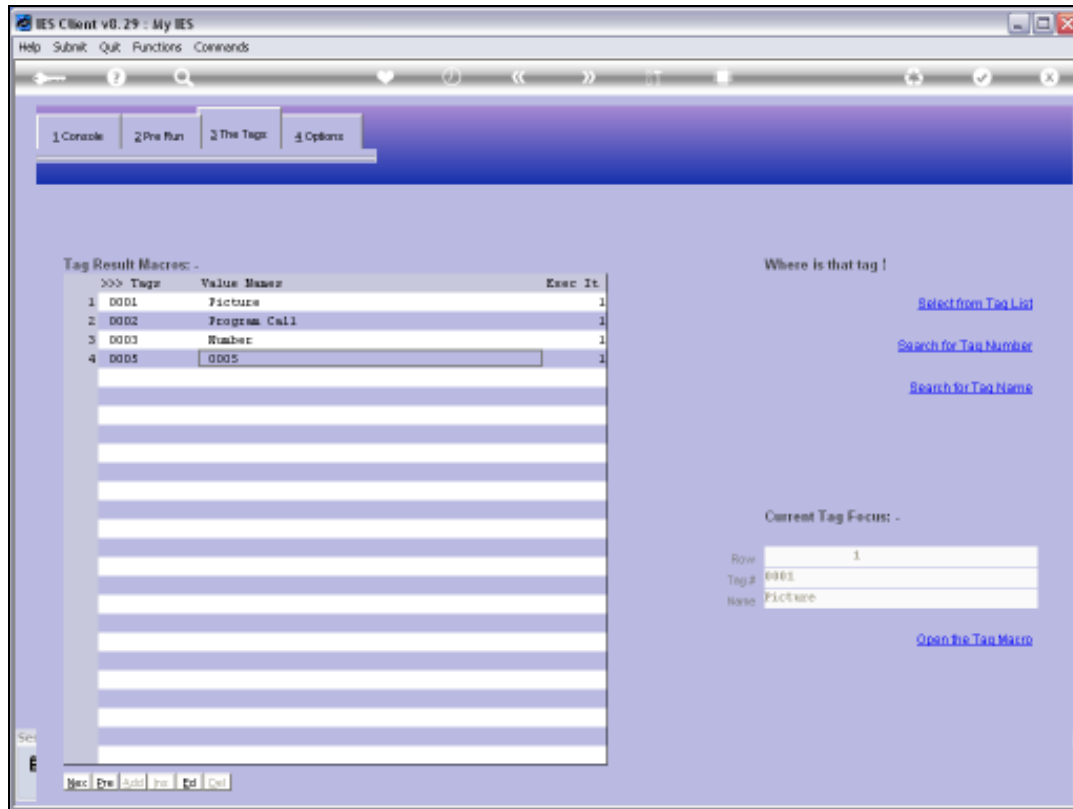 IES Client v8.29 : My IES
Help Submit Quit Functions Commands
1 Console 2 Pre Run 3 The Tags 4 Options
Tag Result Macros: -
Where is that tag !
>>> Tags Value Names Exec It
1 0001 Picture 1
2 0002 Program Call 1
3 0003 Number 1
4 0005 0005 1
Select from Tag List
Search for Tag Number
Search for Tag Name
Current Tag Focus: -
Row 1
Tag # 0001
Name Picture
Open the Tag Macro
Nex Pre Add Ins Ed Del